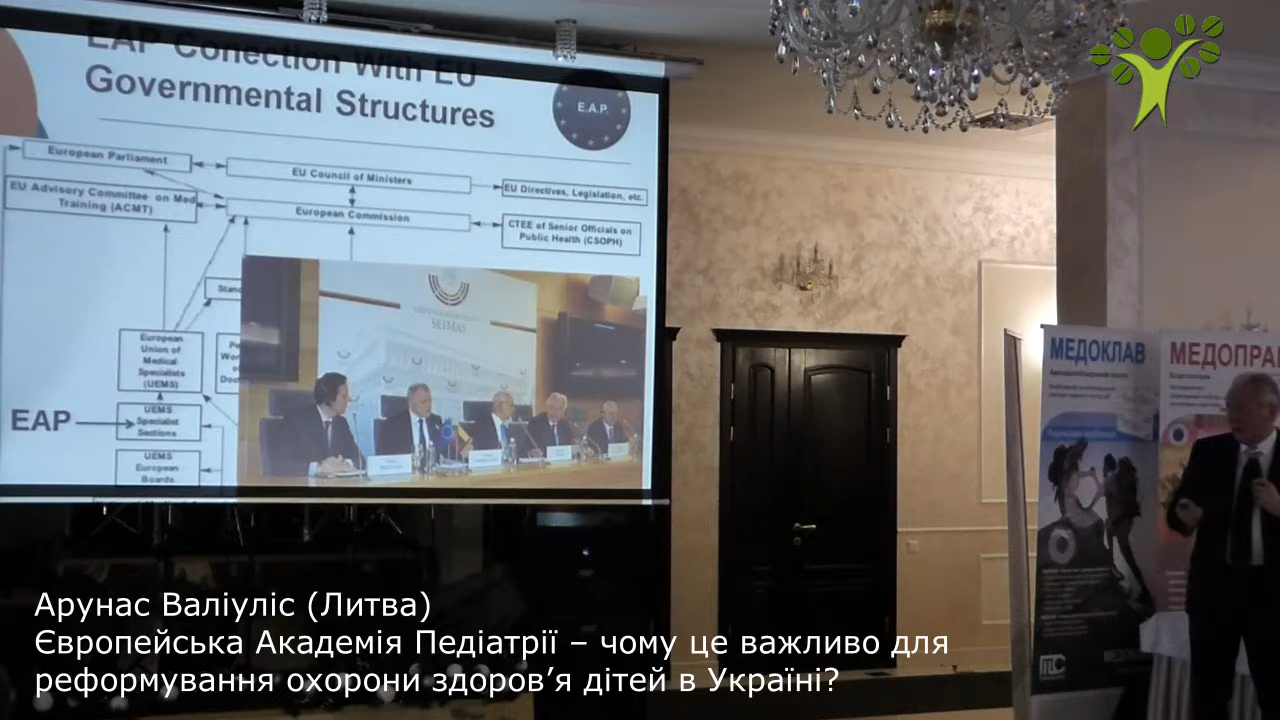 EAP Conection With EU
Governmental Structures
E.A.P.
European Parliament
EU Council of Ministers
EU Directives, Legislation, etc.
EU Advisory Committee on Med
Training (ACMT)
European Commission
CTEE of Senior Officials on
Public Health (CSOPH)
SEIMAS
European
Union of
Medical
Specialists
(UEMS)
EAP
UEMS
Specialist
Sections
UEMS
European
Boards
МЕДОКЛАВ
МЕДОПРА
Арунас Валіуліс (Литва)
Європейська Академія Педіатрії – чому це важливо для
реформування охорони здоров’я дітей в Україні?